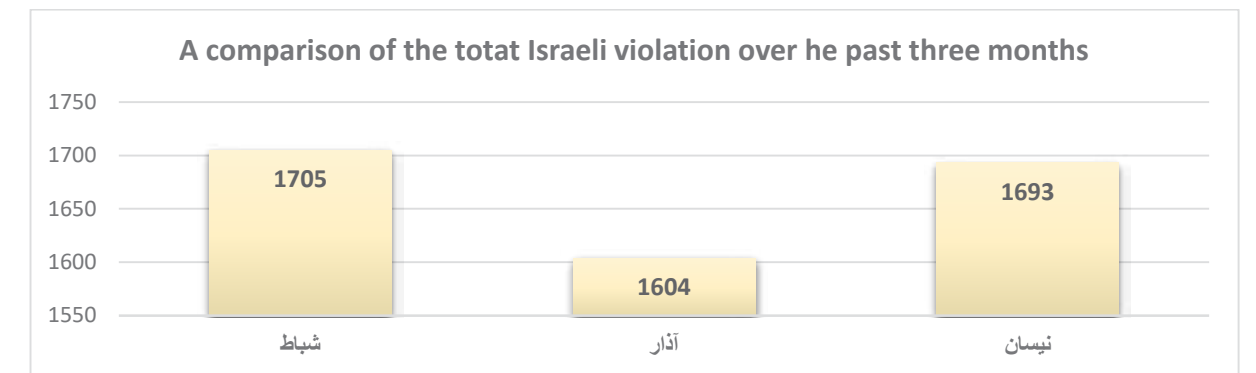 A comparison of the totat Israeli violation over he past three months
1750
1700
1650
1600
1550
1705
1604
1693
شباط
آذار
نيسان